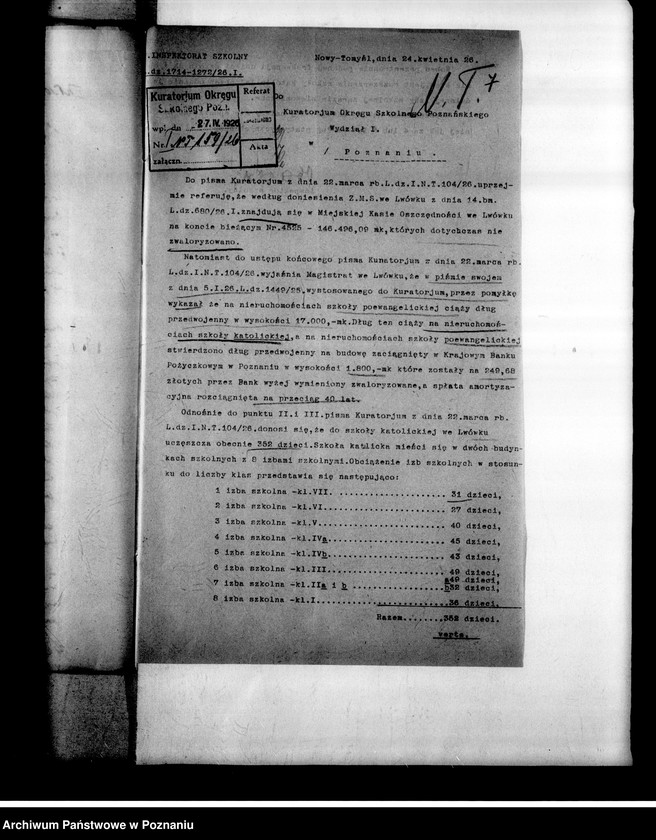 .INSPEKTORAT SZKOLNY
Nowy-Tomyśl,dnia 24.kwietnia 26.
.dz.1714-1272/26.I.
N. T. 7
Kuratorjum Okręgu
Szkolnego Pozn.
wpł. dn. 27.IV.1926
Nr. I NT 159/26
załączn.
Referat
Akta
Do
Kuratorjum Okręgu Szkolnego Poznańskiego
Wydział I.
w
Poznaniu.
Do pisma Kuratorjum z dnia 22.marca rb.L.dz.I.N.T.104/26.uprzej-
mie referuję,że według doniesienia Z.M.S.we Lwówku z dnia 14.bm.
L.dz.680/26.I.znajdują się w Miejskiej Kasie Oszczędności we Lwówku
na koncie bieżącym Nr.4525 - 146.496,09 mk,których dotychczas nie
zwaloryzowano.
Natomiast do ustępu końcowego pisma Kuratorjum z dnia 22.marca rb.
L.dz.I.N.T.104/26.wyjaśnia Magistrat we Lwówku,że w piśmie swojem
z dnia 5.I.26.L.dz.1449/25.wystosowanego do Kuratorjum,przez pomyłkę
wykazał że na nieruchomościach szkoły poewangelickiej ciąży dług
przedwojenny w wysokości 17.000,-mk.Dług ten ciąży na nieruchomoś-
ciach szkoły katolickiej,a na nieruchomościach szkoły poewangelickiej
stwierdzono dług przedwojenny na budowę zaciągnięty w Krajowym Banku
Pożyczkowym w Poznaniu w wysokości 1.800,-mk które zostały na 249,68
złotych przez Bank wyżej wymieniony zwaloryzowane,a spłata amortyza-
cyjna rozciągnięta na przeciąg 40 lat.
Odnośnie do punktu II.i III.pisma Kuratorjum z dnia 22.marca rb.
L.dz.I.N.T.104/26.donosi się,że do szkoły katolickiej we Lwówku
uczęszcza obecnie 352 dzieci.Szkoła katlicka mieści się w dwóch budyn-
kach szkolnych z 8 izbami szkolnymi.Obciążenie izb szkolnych w stosun-
ku do liczby klas przedstawia się następująco:
1 izba szkolna -kl.VII. ...................... 31 dzieci,
2 izba szkolna -kl.VI......................... 27 dzieci,
3 izba szkolna -kl.V.......................... 40 dzieci,
4 izba szkolna -kl.IVa........................ 45 dzieci,
5 izba szkolna -kl.IVb........................ 43 dzieci,
6 izba szkolna -kl.III........................ 49 dzieci,
a49 dzieci,
7 izba szkolna -kl.IIa i b ...................b32 dzieci,
8 izba szkolna -kl.I..........................36 dzieci.
Razem........352 dzieci.
verte.
Archiwum Państwowe w Poznaniu